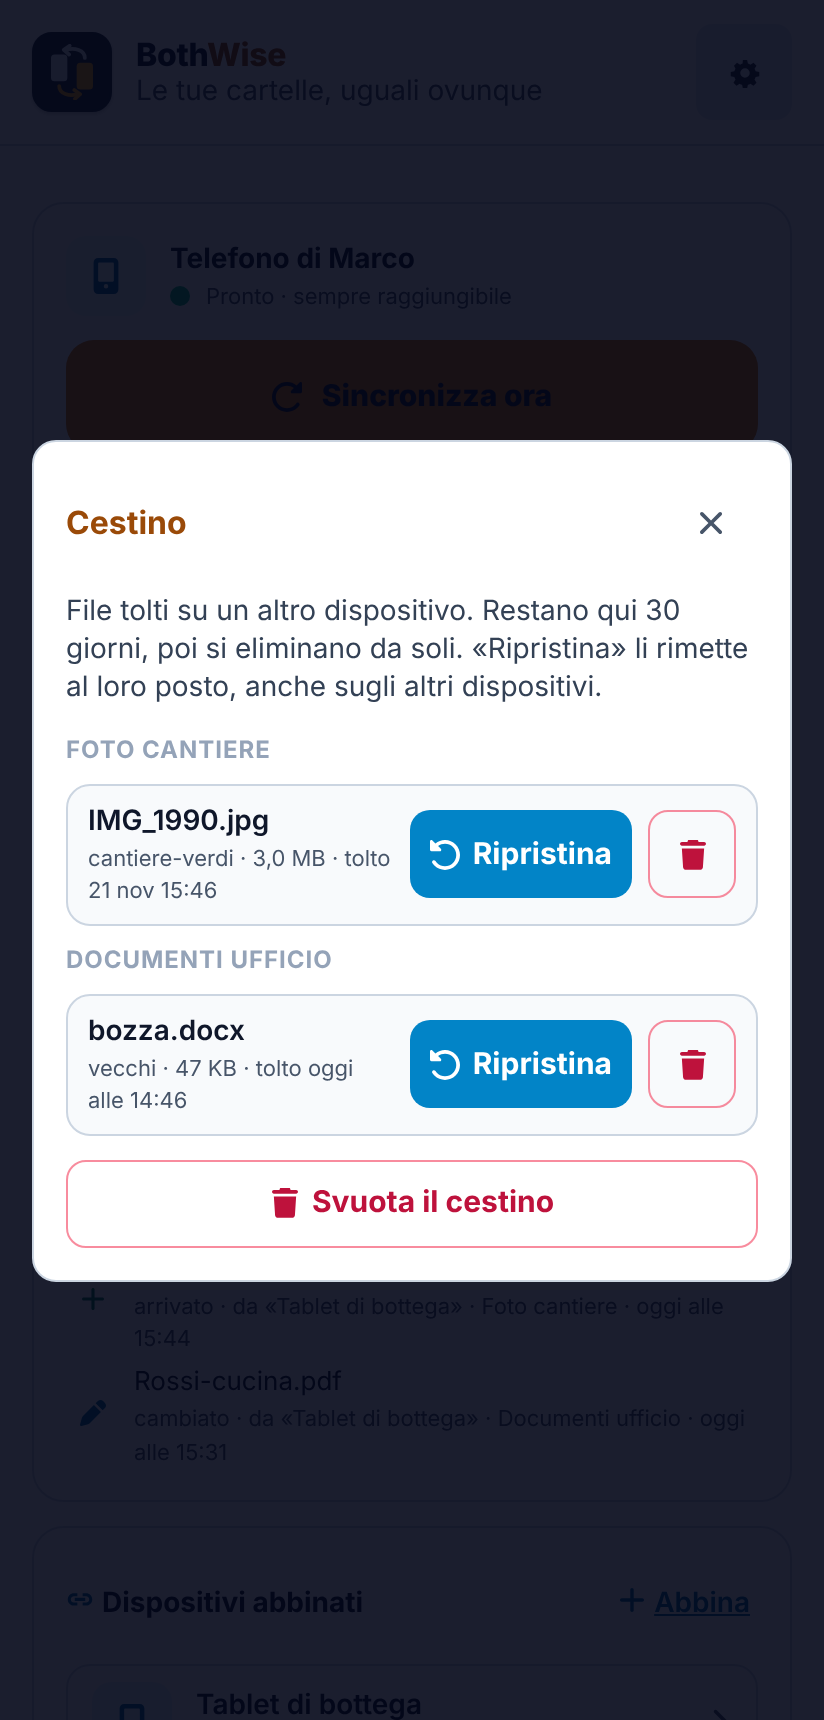 BothWise
Le tue cartelle, uguali ovunque
Telefono di Marco
Pronto · sempre raggiungibile
Sincronizza ora
Cestino
File tolti su un altro dispositivo. Restano qui 30
giorni, poi si eliminano da soli. «Ripristina» li rimette
al loro posto, anche sugli altri dispositivi.
FOTO CANTIERE
IMG_1990.jpg
cantiere-verdi · 3,0 MB · tolto
21 nov 15:46
Ripristina
DOCUMENTI UFFICIO
bozza.docx
vecchi · 47 KB · tolto oggi
alle 14:46
Ripristina
Svuota il cestino
arrivato · da «Tablet di bottega» · Foto cantiere · oggi alle
15:44
Rossi-cucina.pdf
cambiato · da «Tablet di bottega» · Documenti ufficio · oggi
alle 15:31
Dispositivi abbinati
Abbina
Tablet di bottega